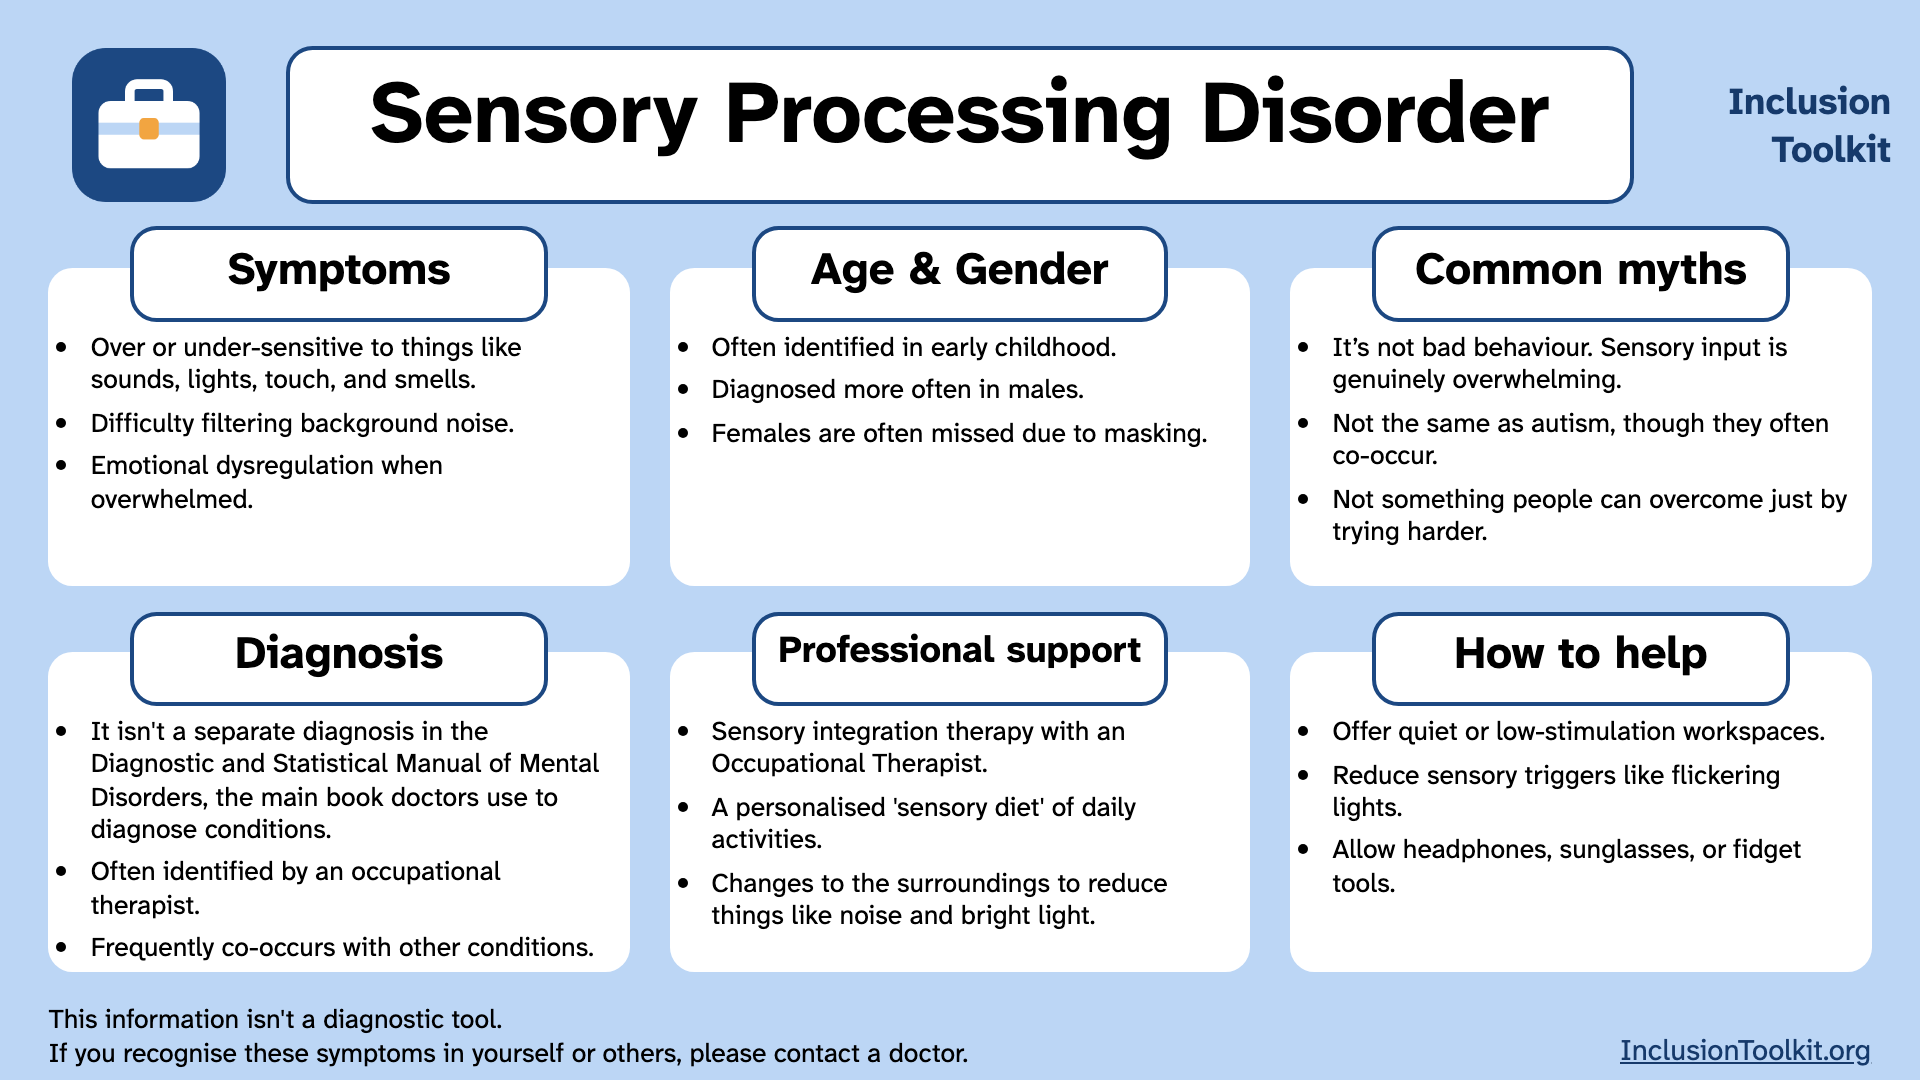 Sensory Processing Disorder
Inclusion
Toolkit
Symptoms
• Over or under-sensitive to things like
sounds, lights, touch, and smells.
• Difficulty filtering background noise.
• Emotional dysregulation when
overwhelmed.
Age & Gender
• Often identified in early childhood.
• Diagnosed more often in males.
• Females are often missed due to masking.
Common myths
• It’s not bad behaviour. Sensory input is
genuinely overwhelming.
• Not the same as autism, though they often
co-occur.
• Not something people can overcome just by
trying harder.
Diagnosis
• It isn't a separate diagnosis in the
Diagnostic and Statistical Manual of Mental
Disorders, the main book doctors use to
diagnose conditions.
• Often identified by an occupational
therapist.
• Frequently co-occurs with other conditions.
Professional support
• Sensory integration therapy with an
Occupational Therapist.
• A personalised 'sensory diet' of daily
activities.
• Changes to the surroundings to reduce
things like noise and bright light.
How to help
• Offer quiet or low-stimulation workspaces.
• Reduce sensory triggers like flickering
lights.
• Allow headphones, sunglasses, or fidget
tools.
This information isn't a diagnostic tool.
If you recognise these symptoms in yourself or others, please contact a doctor.
InclusionToolkit.org